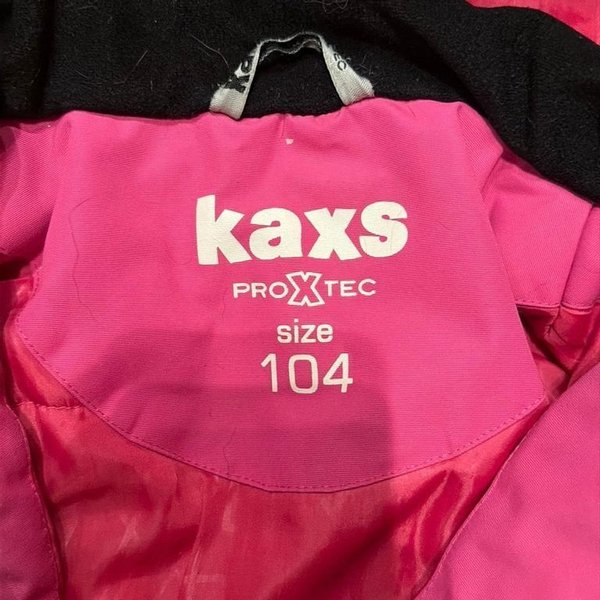 kaxs
PROXTEC
size
104